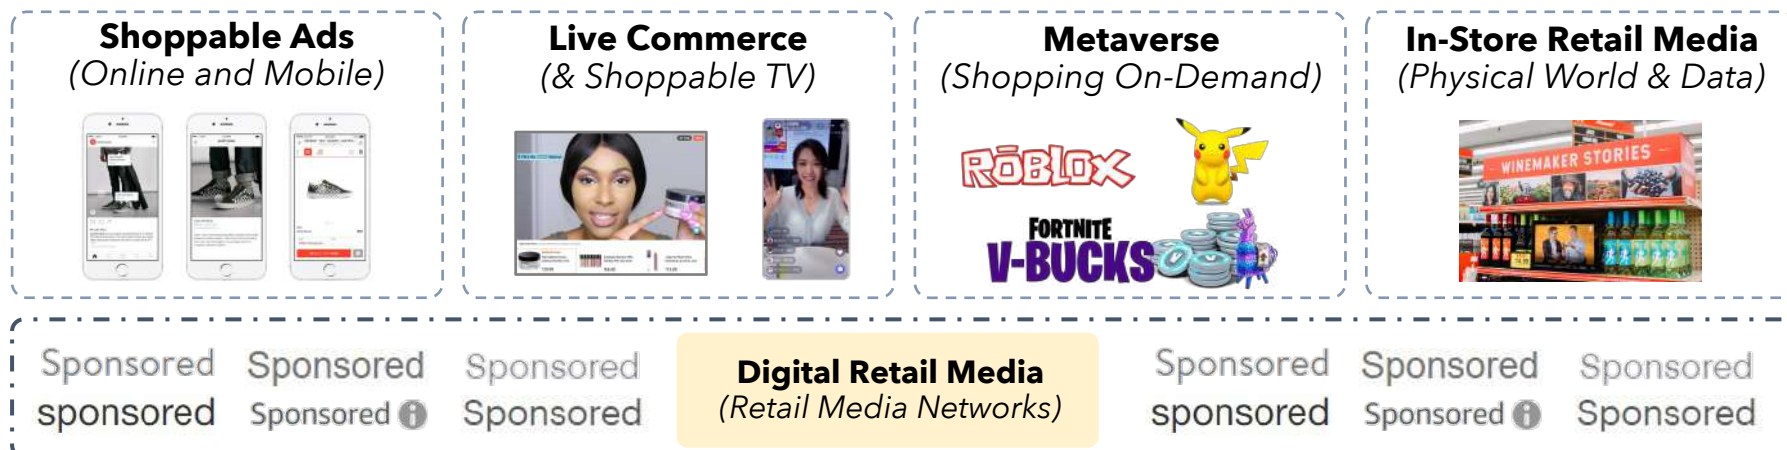 Shoppable Ads
(Online and Mobile)
Live Commerce
(& Shoppable TV)
Metaverse
(Shopping On-Demand)
ROBLOX
FORTNITE
V-BUCKS
In-Store Retail Media
(Physical World & Data)
WINEMAKER STORIES
Sponsored Sponsored Sponsored
sponsored Sponsored Sponsored
Digital Retail Media
(Retail Media Networks)
Sponsored Sponsored Sponsored
sponsored Sponsored Sponsored